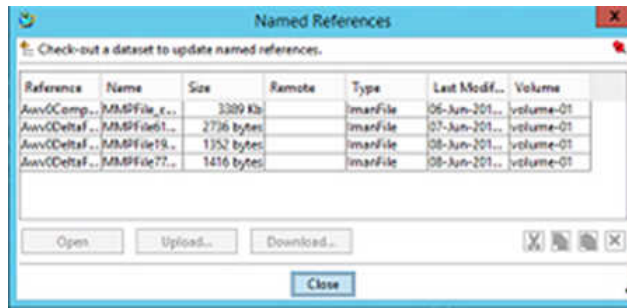 Named References
Check-out a dataset to update named references.
Reference Name Size Remote Type Last Modif... Volume
Awv0Comp... MMPFile_c... 3389 Kb ImanFile 06-Jun-201... volume-01
Awv0DeltaF... MMPFile61... 2736 bytes ImanFile 07-Jun-201... volume-01
Awv0DeltaF... MMPFile19... 1352 bytes ImanFile 08-Jun-201... volume-01
Awv0DeltaF... MMPFile77... 1416 bytes ImanFile 08-Jun-201... volume-01
Open Upload... Download...
Close